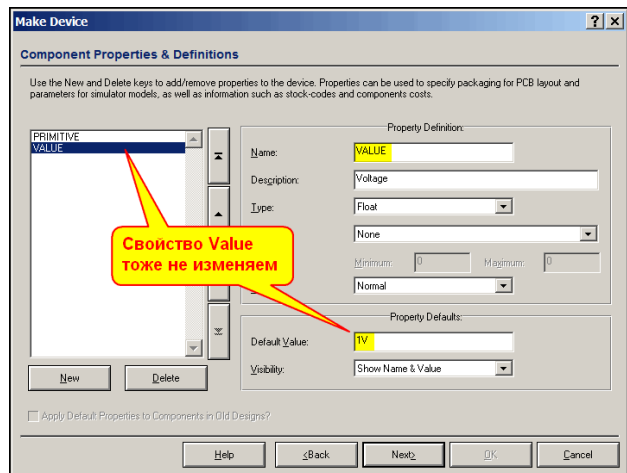 Make Device
Component Properties & Definitions
Use the New and Delete keys to add/remove properties to the device. Properties can be used to specify packaging for PCB layout and
parameters for simulator models, as well as information such as stock-codes and components costs.
PRIMITIVE
VALUE
Property Definition:
Name: VALUE
Description: Voltage
Type: Float
None
Minimum: 0 Maximum: 0
Normal
Свойство Value
тоже не изменяем
Property Defaults:
Default Value: 1V
Visibility: Show Name & Value
New Delete
Apply Default Properties to Components in Old Designs?
Help <Back Next> OK Cancel